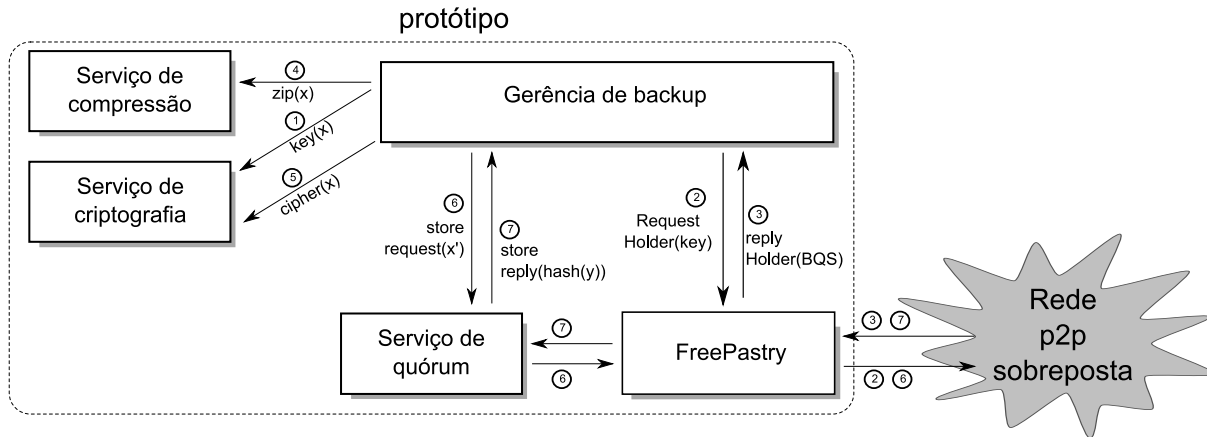 protótipo
Serviço de
compressão
4
zip(x)
Gerência de backup
1
key(x)
Serviço de
criptografia
5
cipher(x)
6
store
request(x')
7
store
reply(hash(y))
2
Request
Holder(key)
3
reply
Holder(BQS)
Serviço de
quórum
7
6
FreePastry
3 7
2 6
Rede
p2p
sobreposta